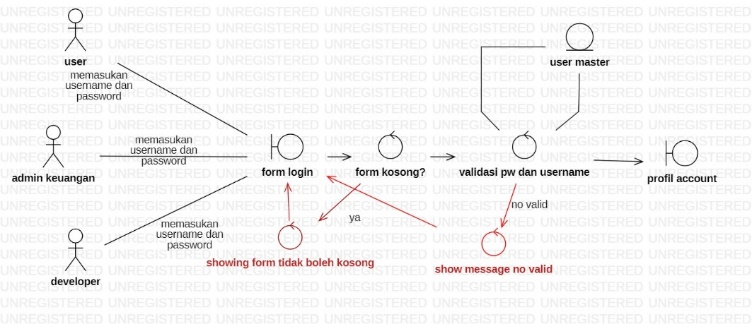 user
memasukan
username dan
password
user master
memasukan
username dan
password
admin keuangan
form login
form kosong?
validasi pw dan username
profil account
ya
no valid
memasukan
username dan
password
developer
showing form tidak boleh kosong
show message no valid
UNREGISTERED